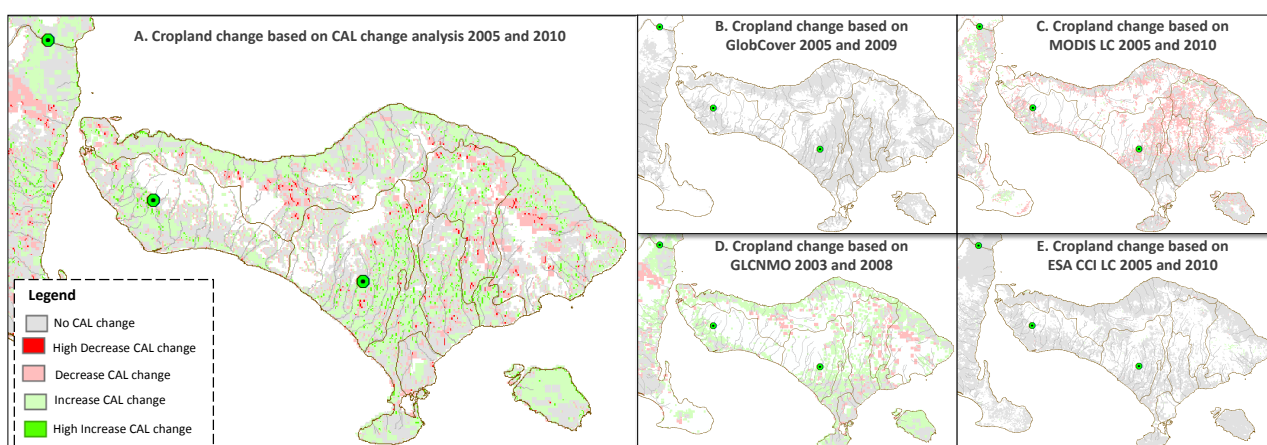 A. Cropland change based on CAL change analysis 2005 and 2010
B. Cropland change based on
GlobCover 2005 and 2009
C. Cropland change based on
MODIS LC 2005 and 2010
D. Cropland change based on
GLCNMO 2003 and 2008
E. Cropland change based on
ESA CCI LC 2005 and 2010
Legend
No CAL change
High Decrease CAL change
Decrease CAL change
Increase CAL change
High Increase CAL change